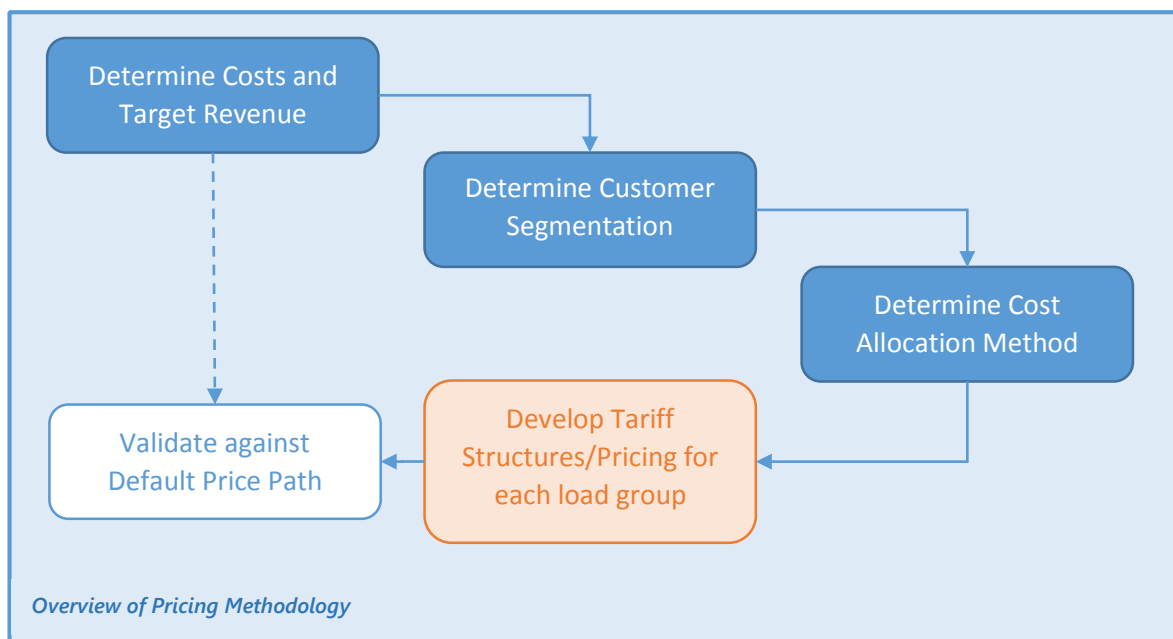 Determine Costs and
Target Revenue
Determine Customer
Segmentation
Determine Cost
Allocation Method
Develop Tariff
Structures/Pricing for
each load group
Validate against
Default Price Path
Overview of Pricing Methodology